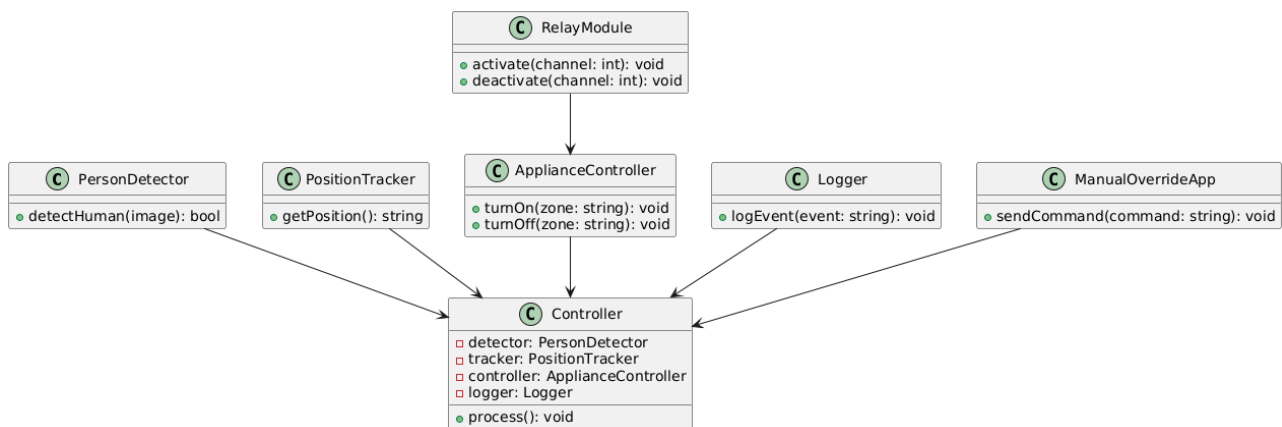 C RelayModule
activate(channel: int): void
deactivate(channel: int): void
C PersonDetector
detectHuman(image): bool
C PositionTracker
getPosition(): string
C ApplianceController
turnOn(zone: string): void
turnOff(zone: string): void
C Logger
logEvent(event: string): void
C ManualOverrideApp
sendCommand(command: string): void
C Controller
detector: PersonDetector
tracker: PositionTracker
controller: ApplianceController
logger: Logger
process(): void